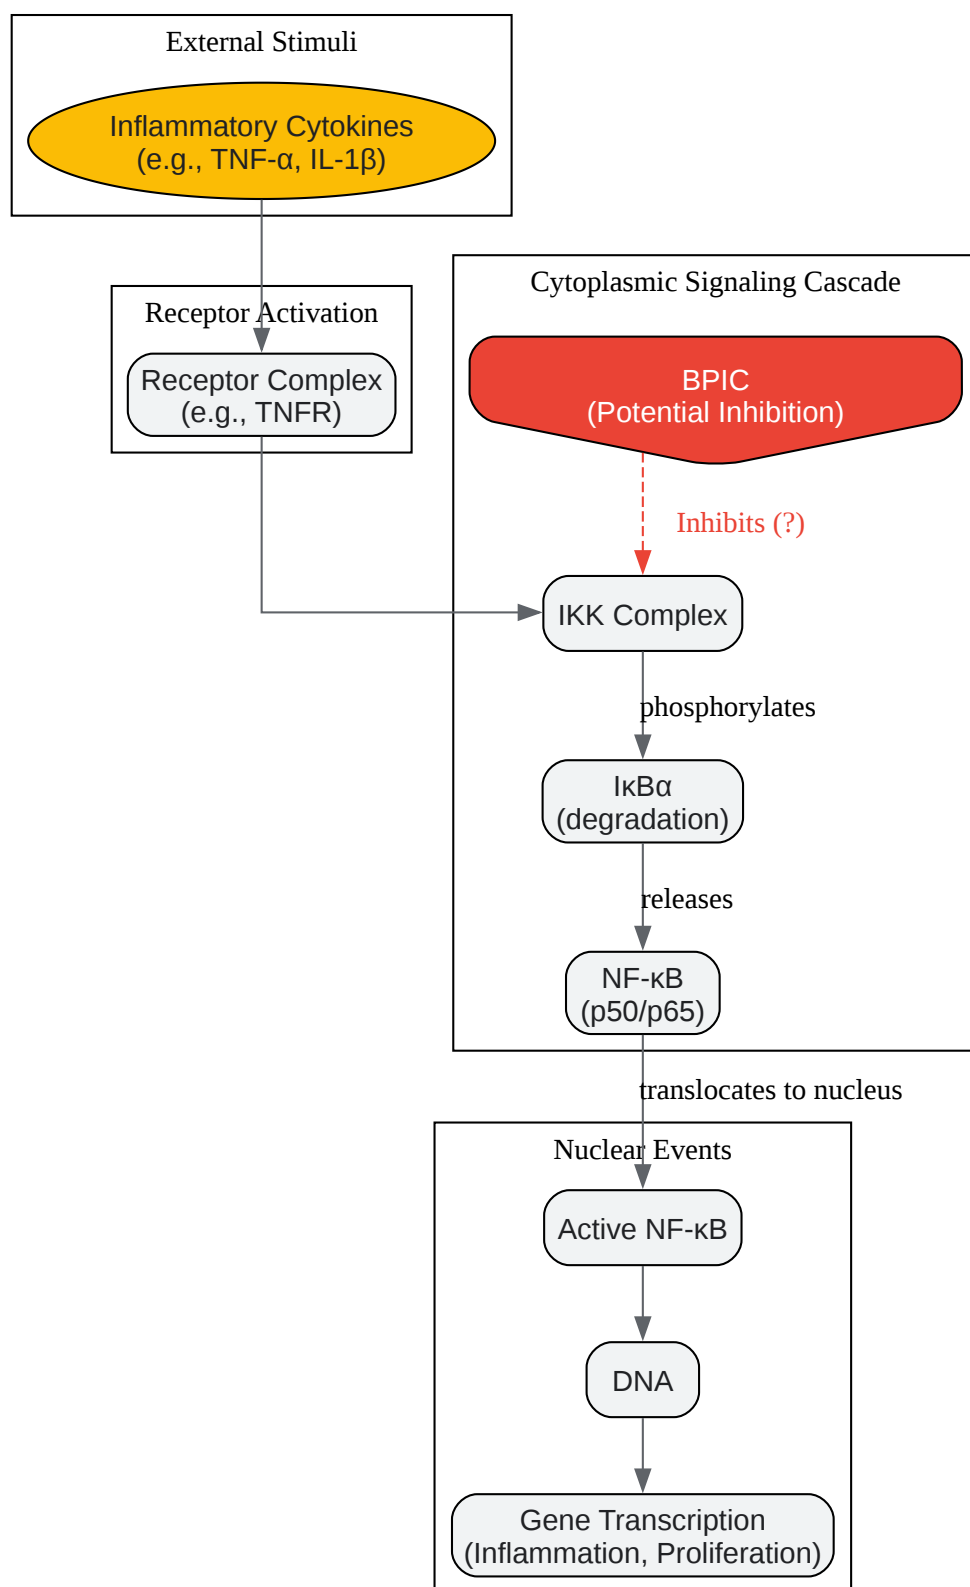 External Stimuli
Inflammatory Cytokines
(e.g., TNF-α, IL-1β)
Receptor Activation
Receptor Complex
(e.g., TNFR)
Cytoplasmic Signaling Cascade
BPIC
(Potential Inhibition)
Inhibits (?)
IKK Complex
phosphorylates
IκBα
(degradation)
releases
NF-κB
(p50/p65)
translocates to nucleus
Nuclear Events
Active NF-κB
DNA
Gene Transcription
(Inflammation, Proliferation)